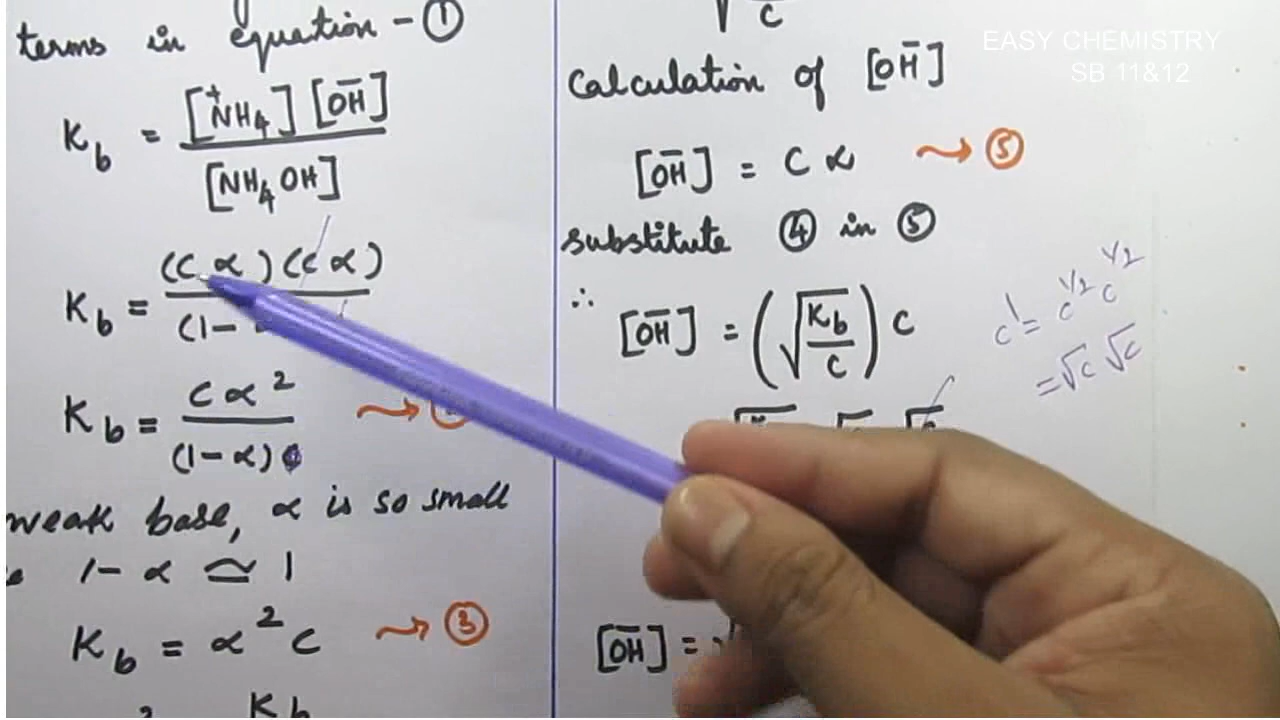 terms in equation - ①
K_b = [N⁺H₄] [OH⁻] / [NH₄OH]
K_b = (Cα)(Cα) / (1-
K_b = Cα² / (1-α)
weak base, α is so small
1-α ≃ 1
K_b = α²C ⇝ ③
K_b
√ C
EASY CHEMISTRY
SB 11&12
Calculation of [OH⁻]
[OH⁻] = Cα ⇝ ⑤
substitute ④ in ⑤
∴ [OH⁻] = (√(K_b/C)) C
C¹ = C^1/2 C^1/2
= √C √C
[OH⁻] = √